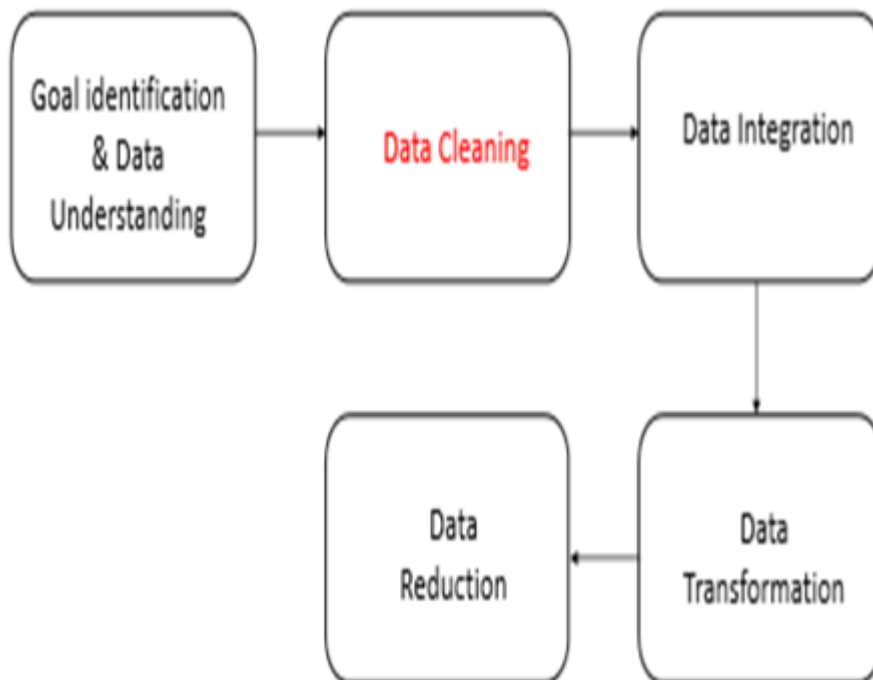 Goal identification
& Data
Understanding
Data Cleaning
Data Integration
Data
Transformation
Data
Reduction